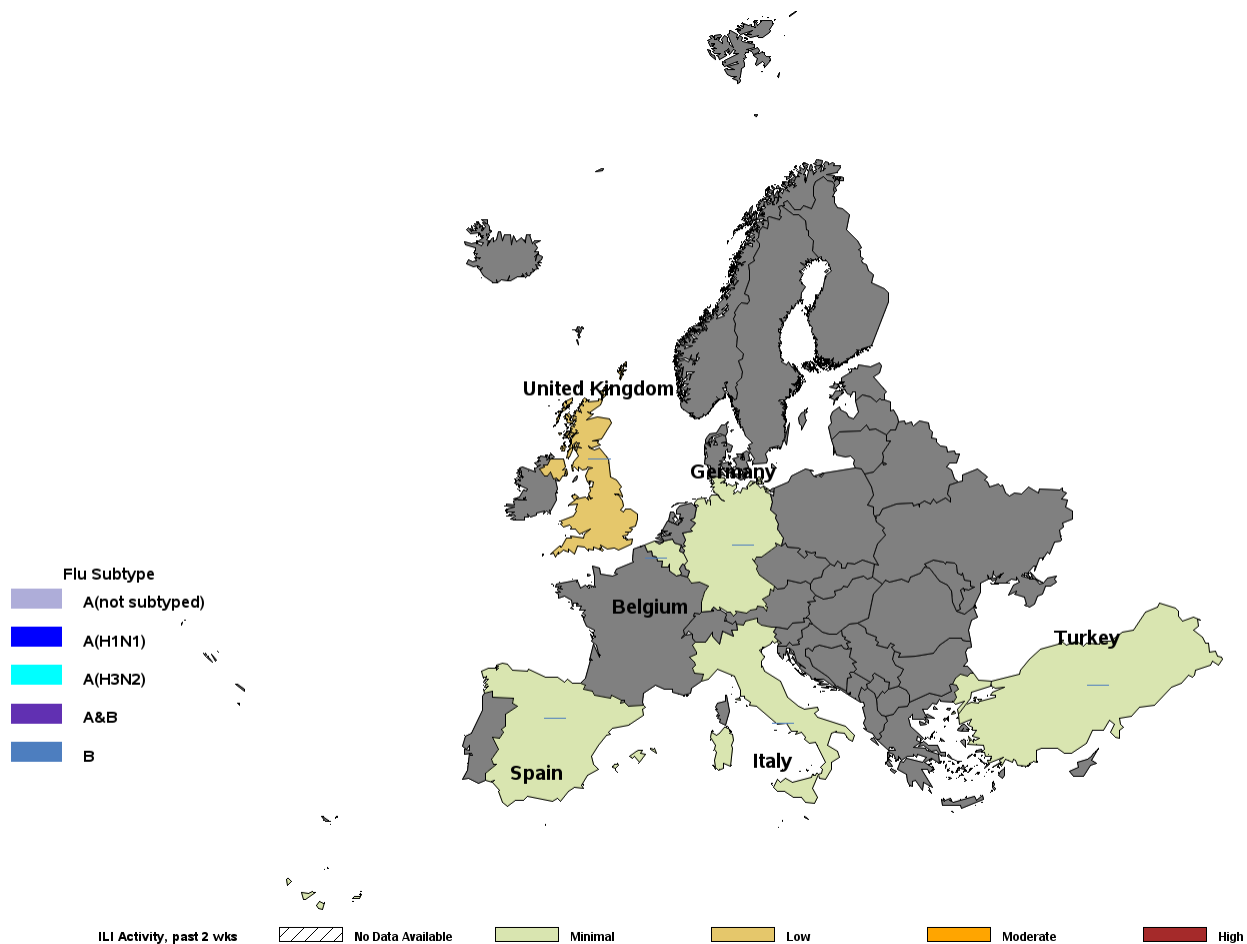 United Kingdom
Germany
Belgium
Turkey
Spain
Italy
Flu Subtype
A(not subtyped)
A(H1N1)
A(H3N2)
A&B
B
ILI Activity, past 2 wks
No Data Available
Minimal
Low
Moderate
High